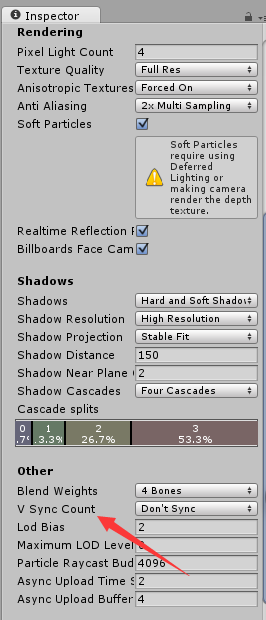 Inspector
Rendering
Pixel Light Count 4
Texture Quality Full Res
Anisotropic Textures Forced On
Anti Aliasing 2x Multi Sampling
Soft Particles
Soft Particles
require using
Deferred
Lighting or
making camera
render the depth
texture.
Realtime Reflection
Billboards Face Cam
Shadows
Shadows Hard and Soft Shadov
Shadow Resolution High Resolution
Shadow Projection Stable Fit
Shadow Distance 150
Shadow Near Plane 2
Shadow Cascades Four Cascades
Cascade splits
0 1 2 3
.7% 3.3% 26.7% 53.3%
Other
Blend Weights 4 Bones
V Sync Count Don't Sync
Lod Bias 2
Maximum LOD Level
Particle Raycast Bud 4096
Async Upload Time S 2
Async Upload Buffer 4